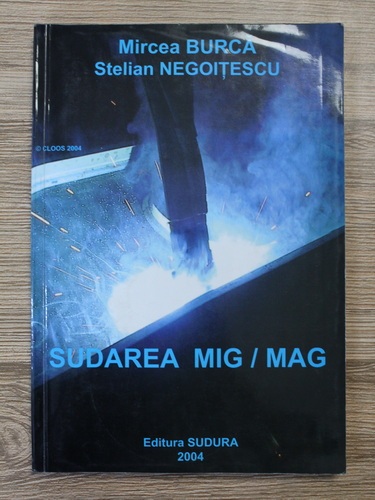 Mircea BURCA
Stelian NEGOIȚESCU
© CLOOS 2004
SUDAREA MIG / MAG
Editura SUDURA
2004